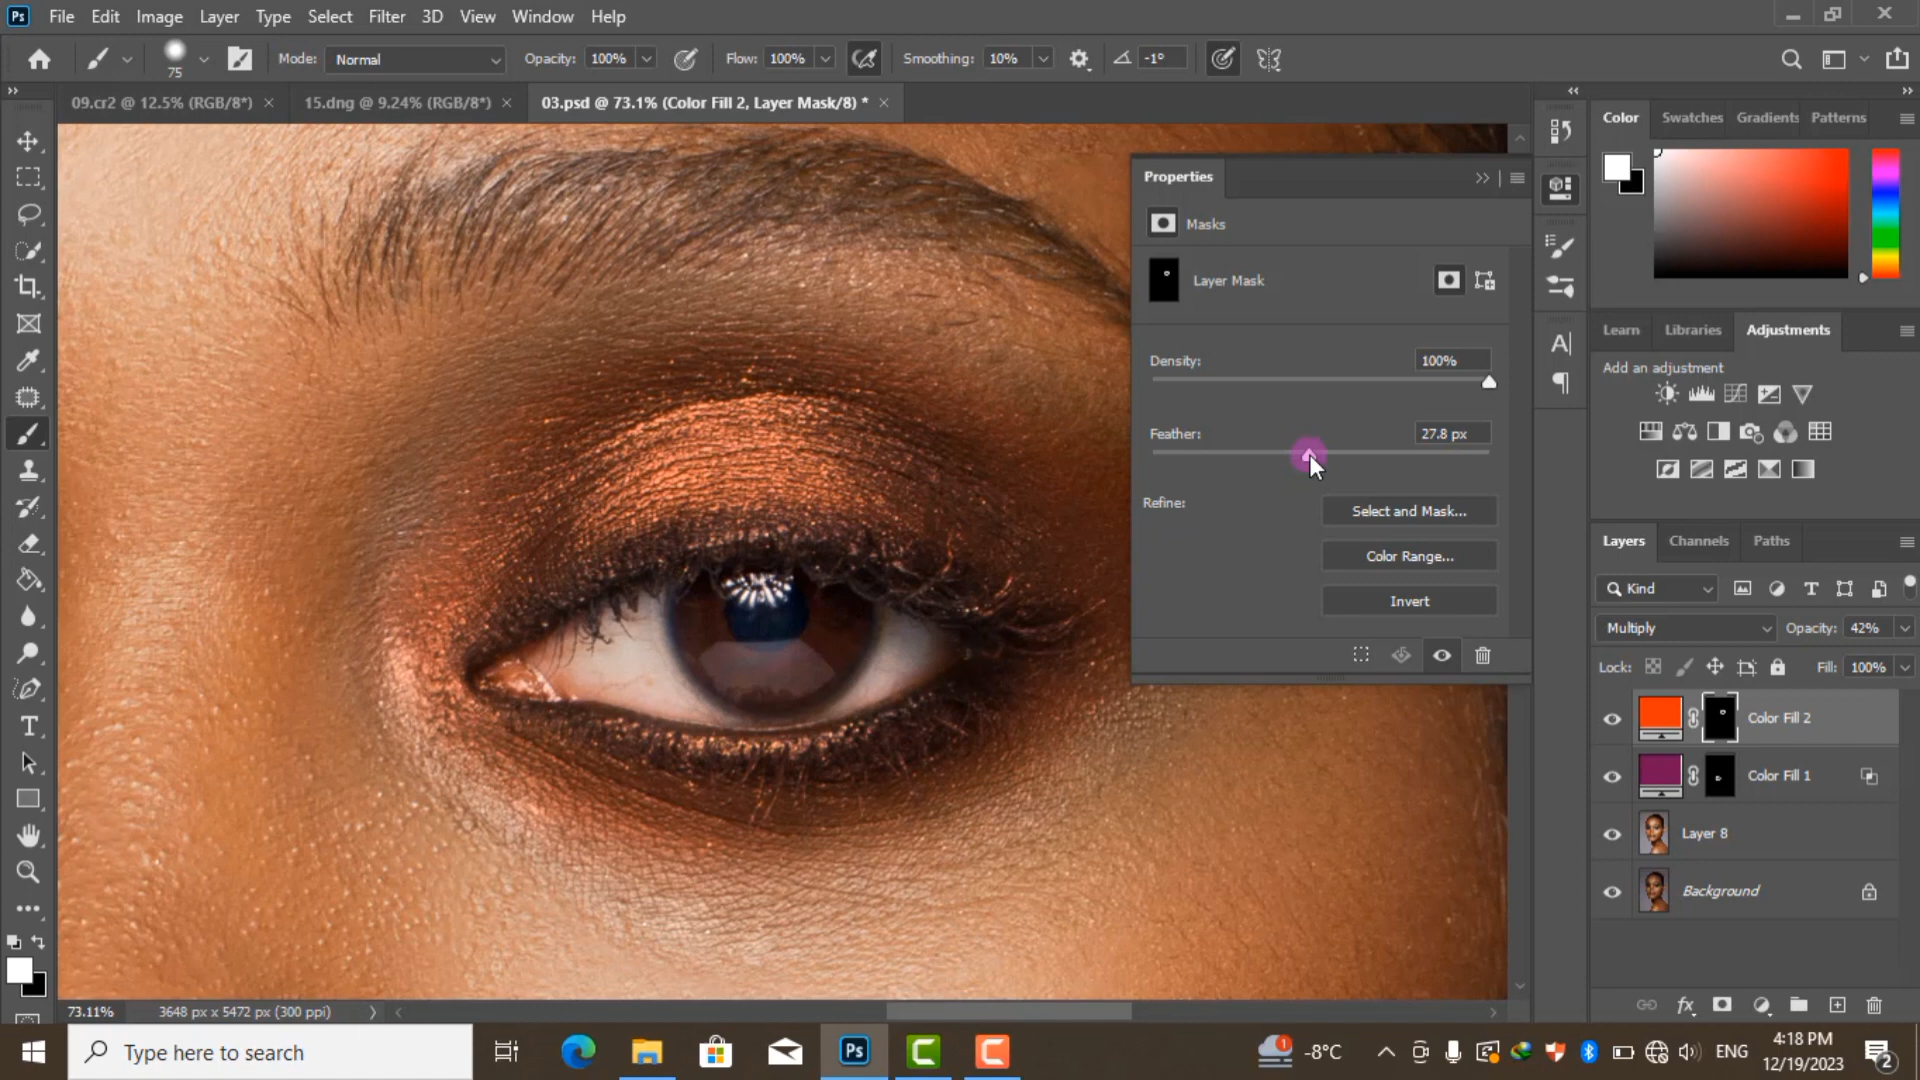 Ps File Edit Image Layer Type Select Filter 3D View Window Help
75 Mode: Normal Opacity: 100% Flow: 100% Smoothing: 10% -1°
09.cr2 @ 12.5% (RGB/8*) × 15.dng @ 9.24% (RGB/8*) × 03.psd @ 73.1% (Color Fill 2, Layer Mask/8) * ×
Properties
Masks
Layer Mask
Density: 100%
Feather: 27.8 px
Refine: Select and Mask...
Color Range...
Invert
Color Swatches Gradients Patterns
Learn Libraries Adjustments
Add an adjustment
Layers Channels Paths
Kind
Multiply Opacity: 42%
Lock: Fill: 100%
Color Fill 2
Color Fill 1
Layer 8
Background
fx
73.11% 3648 px x 5472 px (300 ppi)
Type here to search Ps 1 -8°C ENG 4:18 PM
12/19/2023 2